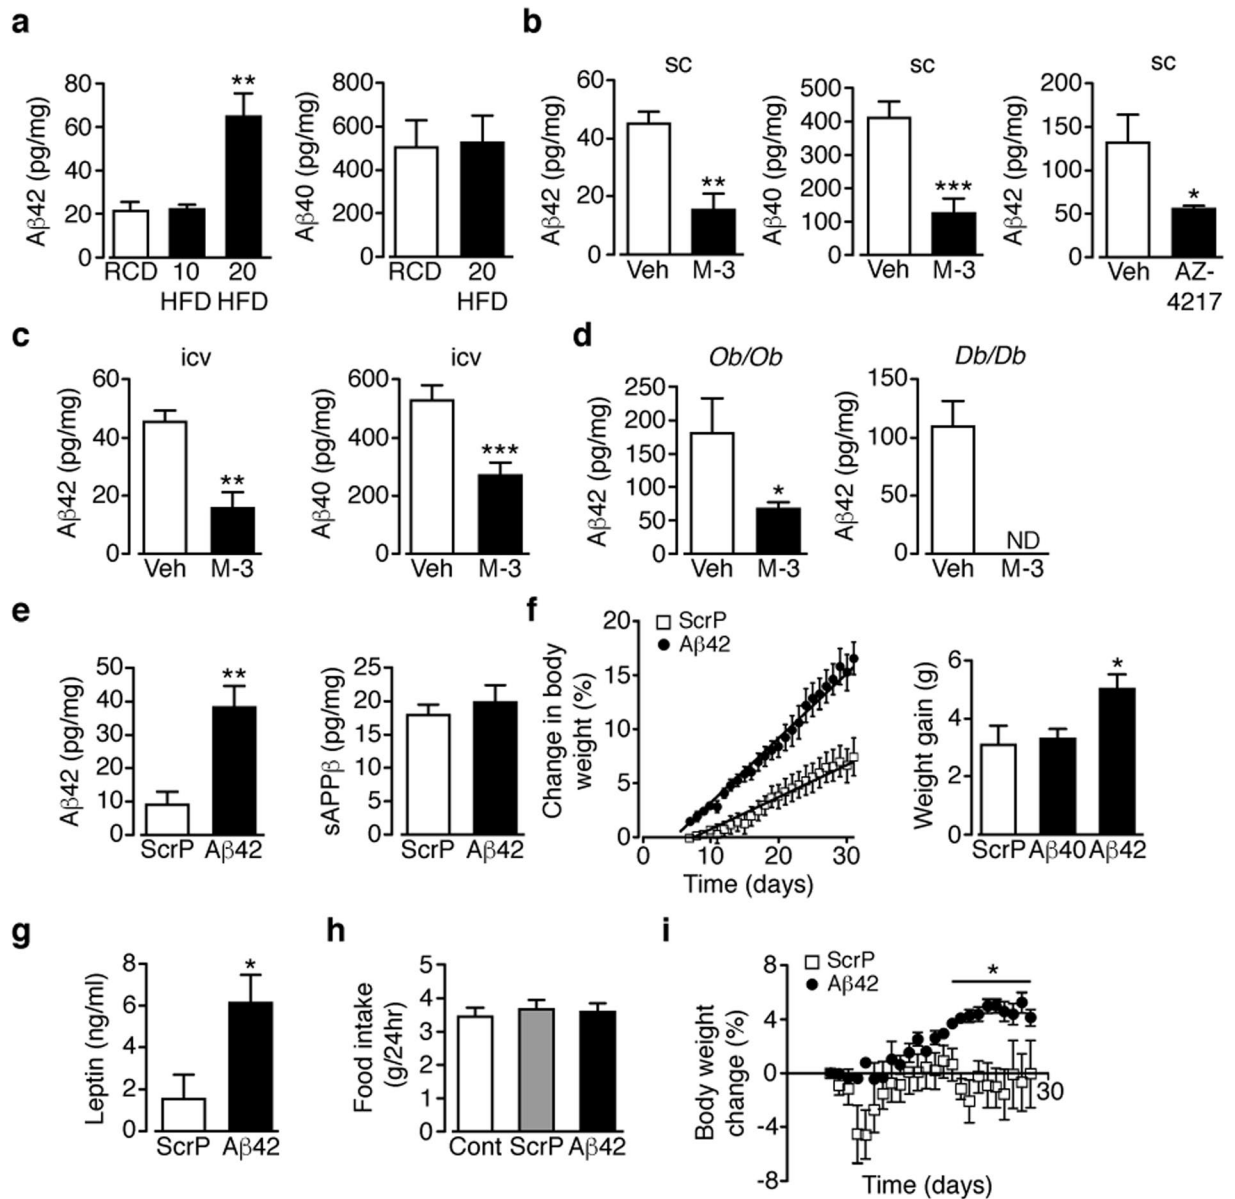 a
Aβ42 (pg/mg)
80
60
40
20
0
**
RCD 10 20
HFD HFD
Aβ40 (pg/mg)
800
600
400
200
0
RCD 20
HFD
b
sc
Aβ42 (pg/mg)
60
40
20
0
**
Veh M-3
sc
Aβ40 (pg/mg)
500
400
300
200
100
0
***
Veh M-3
sc
Aβ42 (pg/mg)
200
150
100
50
0
*
Veh AZ-
4217
c
icv
Aβ42 (pg/mg)
60
40
20
0
**
Veh M-3
icv
Aβ40 (pg/mg)
600
400
200
0
***
Veh M-3
d
Ob/Ob
Aβ42 (pg/mg)
250
200
150
100
50
0
*
Veh M-3
Db/Db
Aβ42 (pg/mg)
150
100
50
0
ND
Veh M-3
e
Aβ42 (pg/mg)
50
40
30
20
10
0
**
ScrP Aβ42
sAPPβ (pg/mg)
25
20
15
10
5
0
ScrP Aβ42
f
ScrP
Aβ42
Change in body
weight (%)
20
15
10
5
0
0 10 20 30
Time (days)
Weight gain (g)
6
4
2
0
*
ScrP Aβ40 Aβ42
g
Leptin (ng/ml)
8
6
4
2
0
*
ScrP Aβ42
h
Food intake
(g/24hr)
5
4
3
2
1
0
Cont ScrP Aβ42
i
ScrP
Aβ42
*
Body weight
change (%)
8
4
0
-4
-8
30
Time (days)